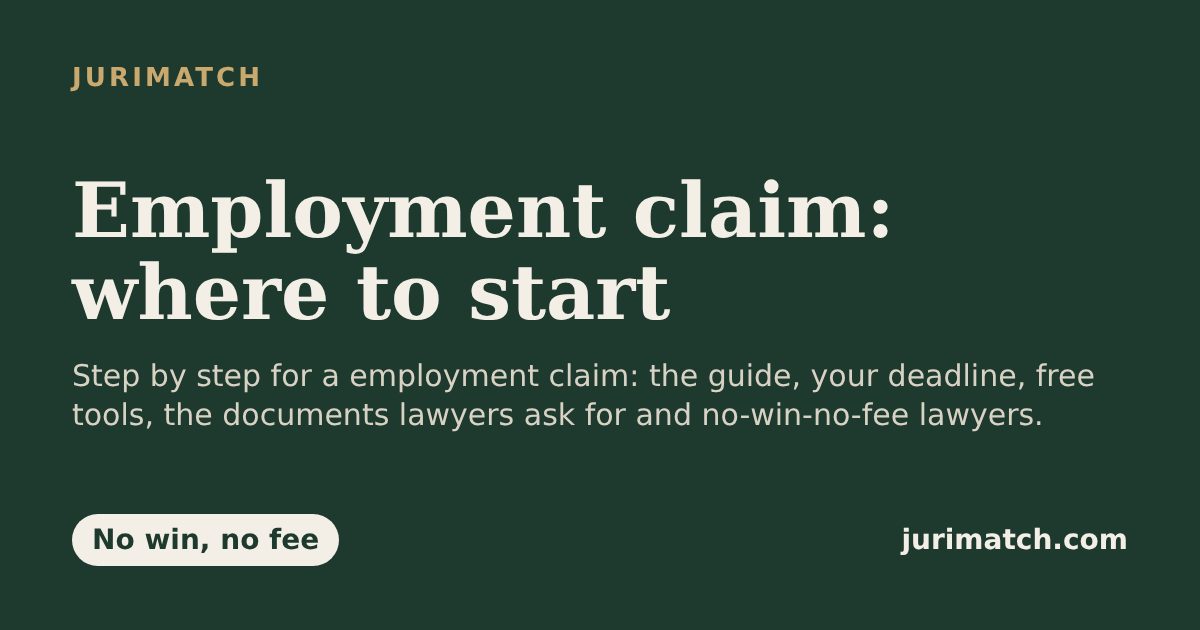 JURIMATCH
Employment claim:
where to start
Step by step for a employment claim: the guide, your deadline, free
tools, the documents lawyers ask for and no-win-no-fee lawyers.
No win, no fee
jurimatch.com